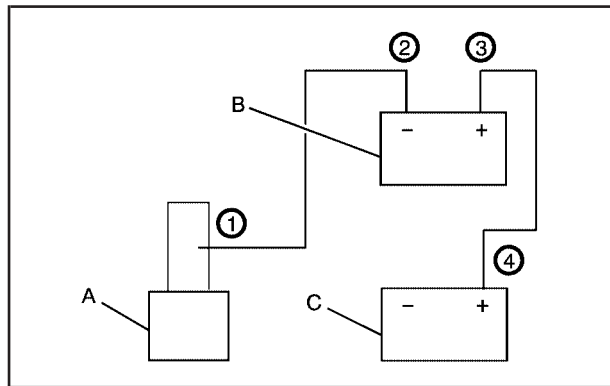 ② ③
B
− +
①
④
A
C
− +